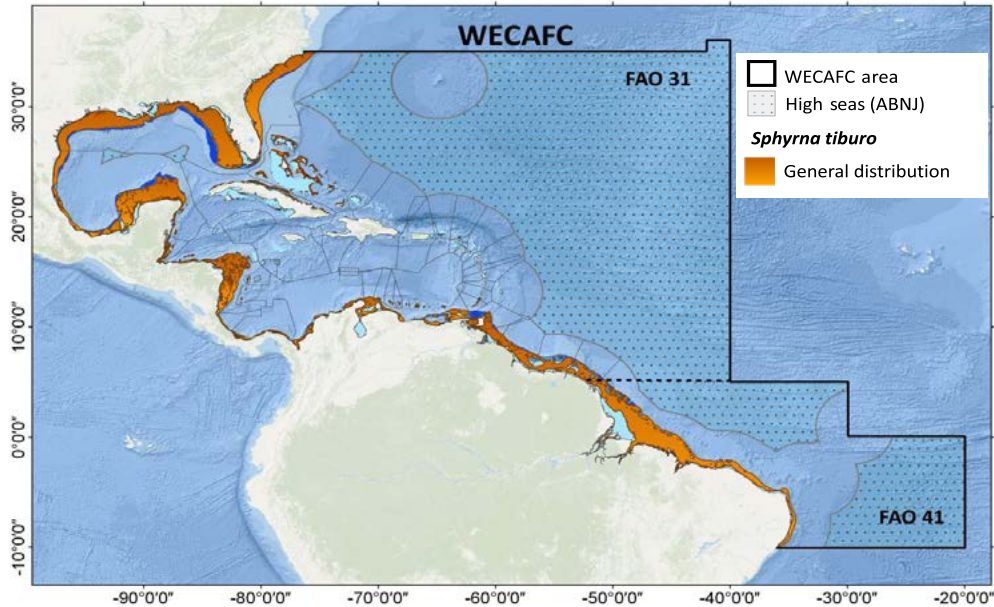 WECAFC
FAO 31
WECAFC area
High seas (ABNJ)
Sphyrna tiburo
General distribution
FAO 41
30°0'0"
20°0'0"
10°0'0"
0°0'0"
-10°0'0"
-90°0'0" -80°0'0" -70°0'0" -60°0'0" -50°0'0" -40°0'0" -30°0'0" -20°0'0"